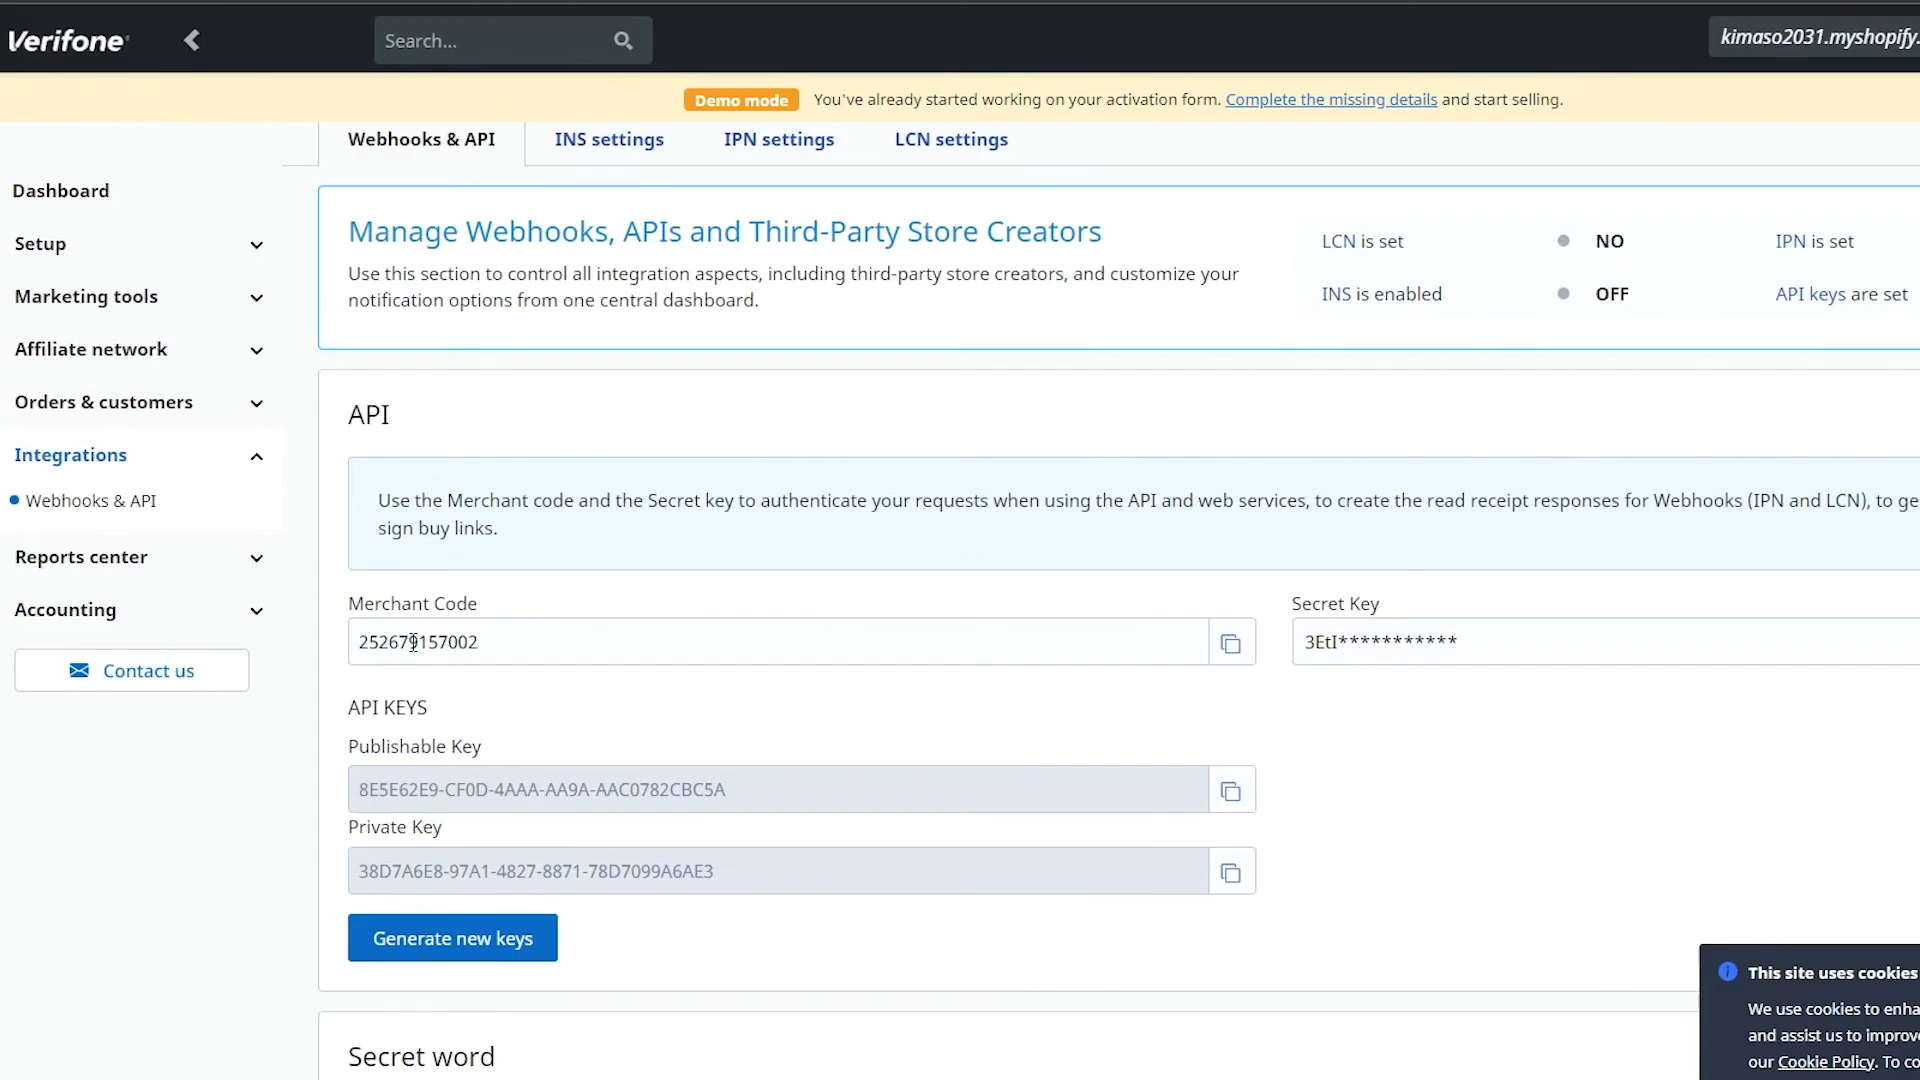 Verifone
Search...
kimaso2031.myshopify.
Demo mode You've already started working on your activation form. Complete the missing details and start selling.
Webhooks & API INS settings IPN settings LCN settings
Dashboard
Setup
Marketing tools
Affiliate network
Orders & customers
Integrations
Webhooks & API
Reports center
Accounting
Contact us
Manage Webhooks, APIs and Third-Party Store Creators
Use this section to control all integration aspects, including third-party store creators, and customize your
notification options from one central dashboard.
LCN is set NO IPN is set
INS is enabled OFF API keys are set
API
Use the Merchant code and the Secret key to authenticate your requests when using the API and web services, to create the read receipt responses for Webhooks (IPN and LCN), to ge
sign buy links.
Merchant Code Secret Key
252679157002 3EtI***********
API KEYS
Publishable Key
8E5E62E9-CF0D-4AAA-AA9A-AAC0782CBC5A
Private Key
38D7A6E8-97A1-4827-8871-78D7099A6AE3
Generate new keys
Secret word
This site uses cookies
We use cookies to enha
and assist us to improve
our Cookie Policy. To co